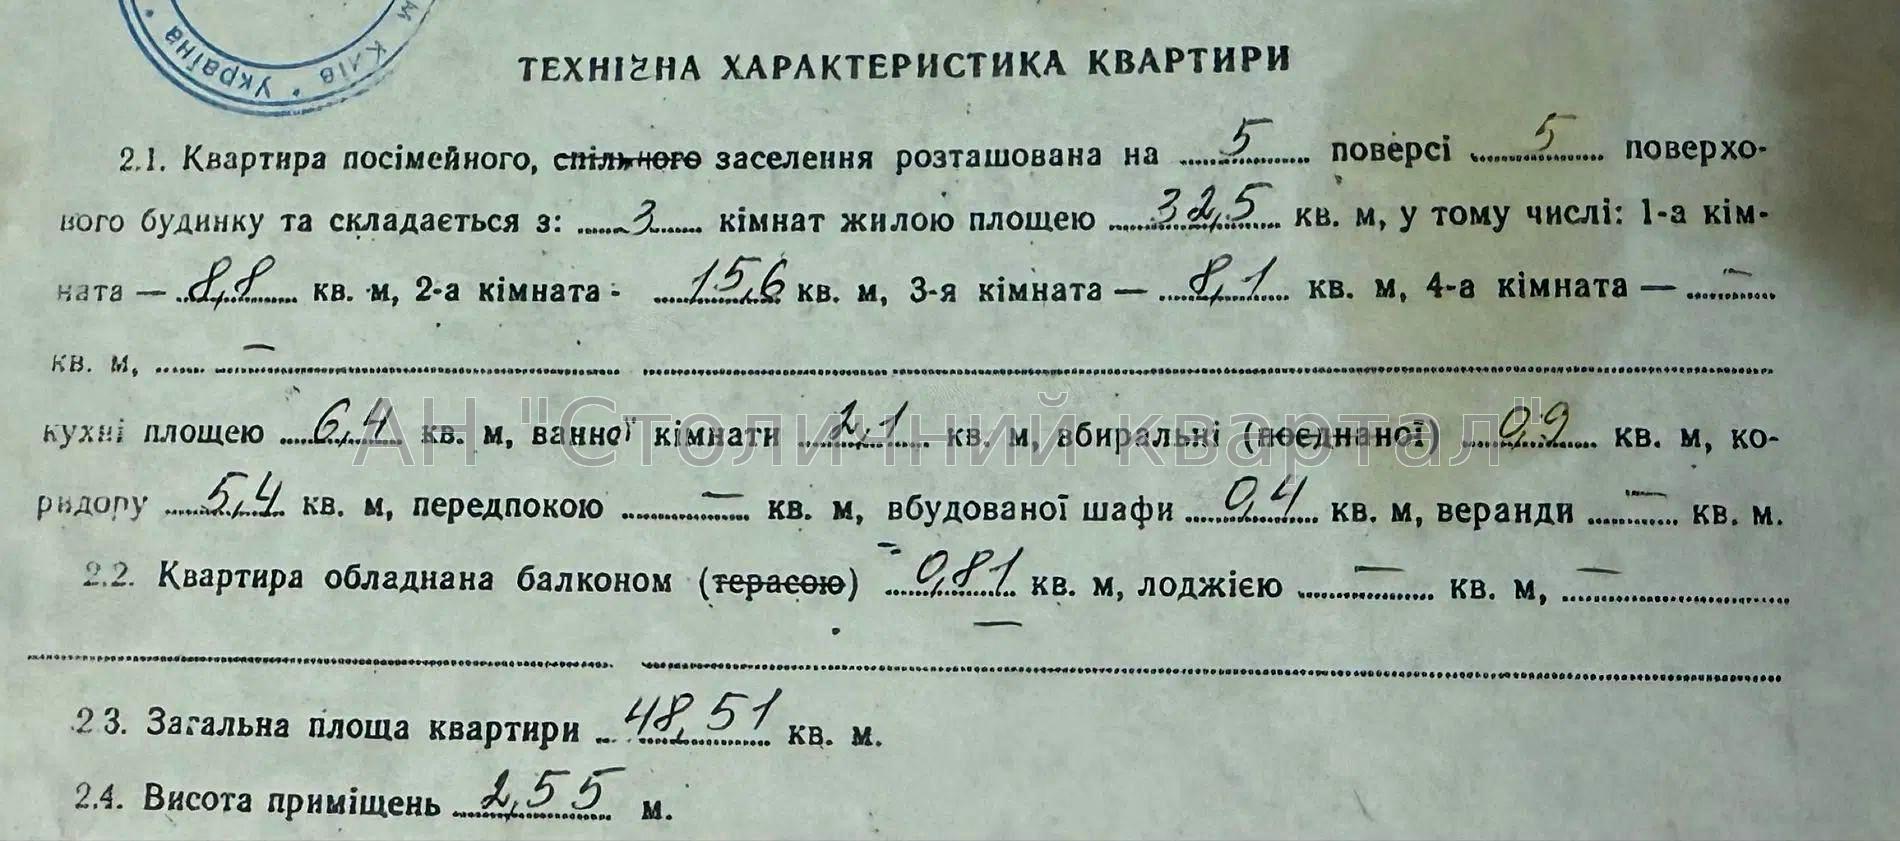 м. Київ • Україна •
ТЕХНІЧНА ХАРАКТЕРИСТИКА КВАРТИРИ
2.1. Квартира посімейного, спільного заселення розташована на 5 поверсі 5 поверхо-
вого будинку та складається з: 3 кімнат жилою площею 32,5 кв. м, у тому числі: 1-а кім-
ната — 8,8 кв. м, 2-а кімната - 15,6 кв. м, 3-я кімната — 8,1 кв. м, 4-а кімната — —
кв. м, —
кухні площею 6,4 кв. м, ванної кімнати 2,1 кв. м, вбиральні (поєднаної) 0,9 кв. м, ко-
ридору 5,4 кв. м, передпокою — кв. м, вбудованої шафи 0,4 кв. м, веранди — кв. м.
2.2. Квартира обладнана балконом (терасою) 0,81 кв. м, лоджією — кв. м, —
—
2.3. Загальна площа квартири 48,51 кв. м.
2.4. Висота приміщень 2,55 м.
АН "Столичний квартал"